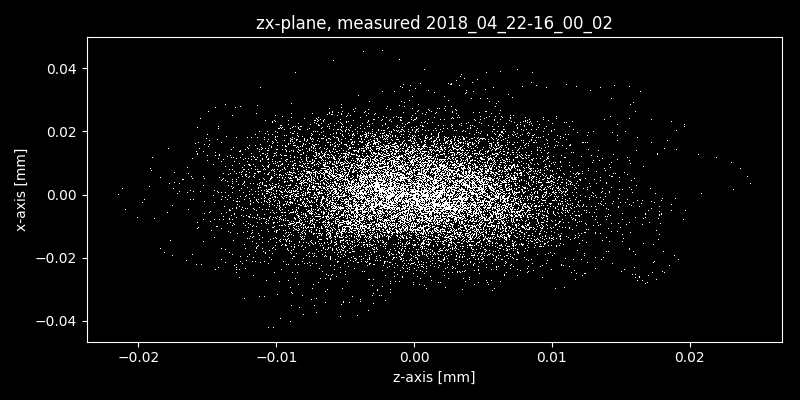 zx-plane, measured 2018_04_22-16_00_02
0.04
0.02
0.00
−0.02
−0.04
x-axis [mm]
−0.02 −0.01 0.00 0.01 0.02
z-axis [mm]